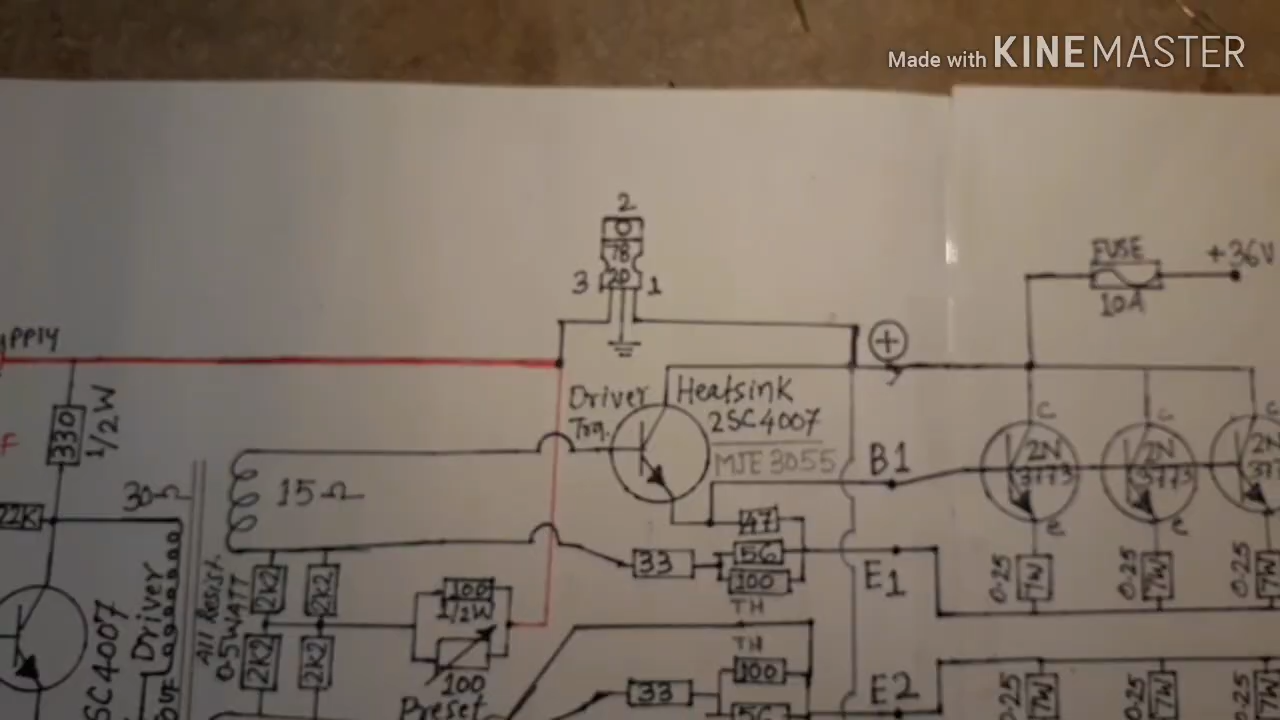 Made with KINEMASTER
2
78
20
3
1
FUSE
+36V
10A
+
330
1/2W
Driver
Trq.
Heatsink
2SC4007
MJE 3055
B1
C
C
C
2N
3773
2N
3773
e
e
22K
30Ω
15Ω
47
33
56
100
TH
E1
0.25
7W
0.25
7W
0.25
7W
SC4007
Driver
All Resist.
0.5WATT
2K2
2K2
2K2
2K2
100
1/2W
100
Preset
TH
100
33
56
E2
0.25
7W
0.25
7W
0.25
7W